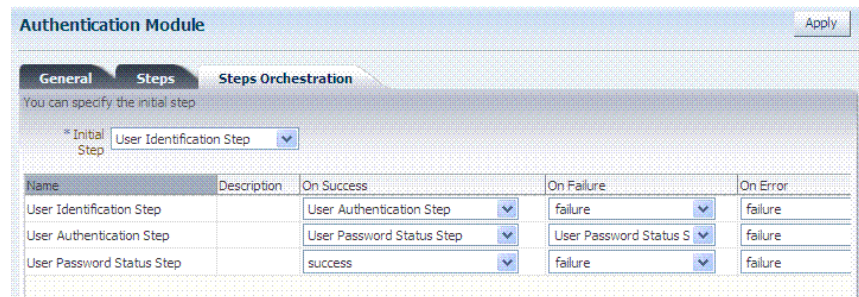 Authentication Module
Apply
General Steps Steps Orchestration
You can specify the initial step
* Initial Step User Identification Step
Name Description On Success On Failure On Error
User Identification Step User Authentication Step failure failure
User Authentication Step User Password Status Step User Password Status S failure
User Password Status Step success failure failure